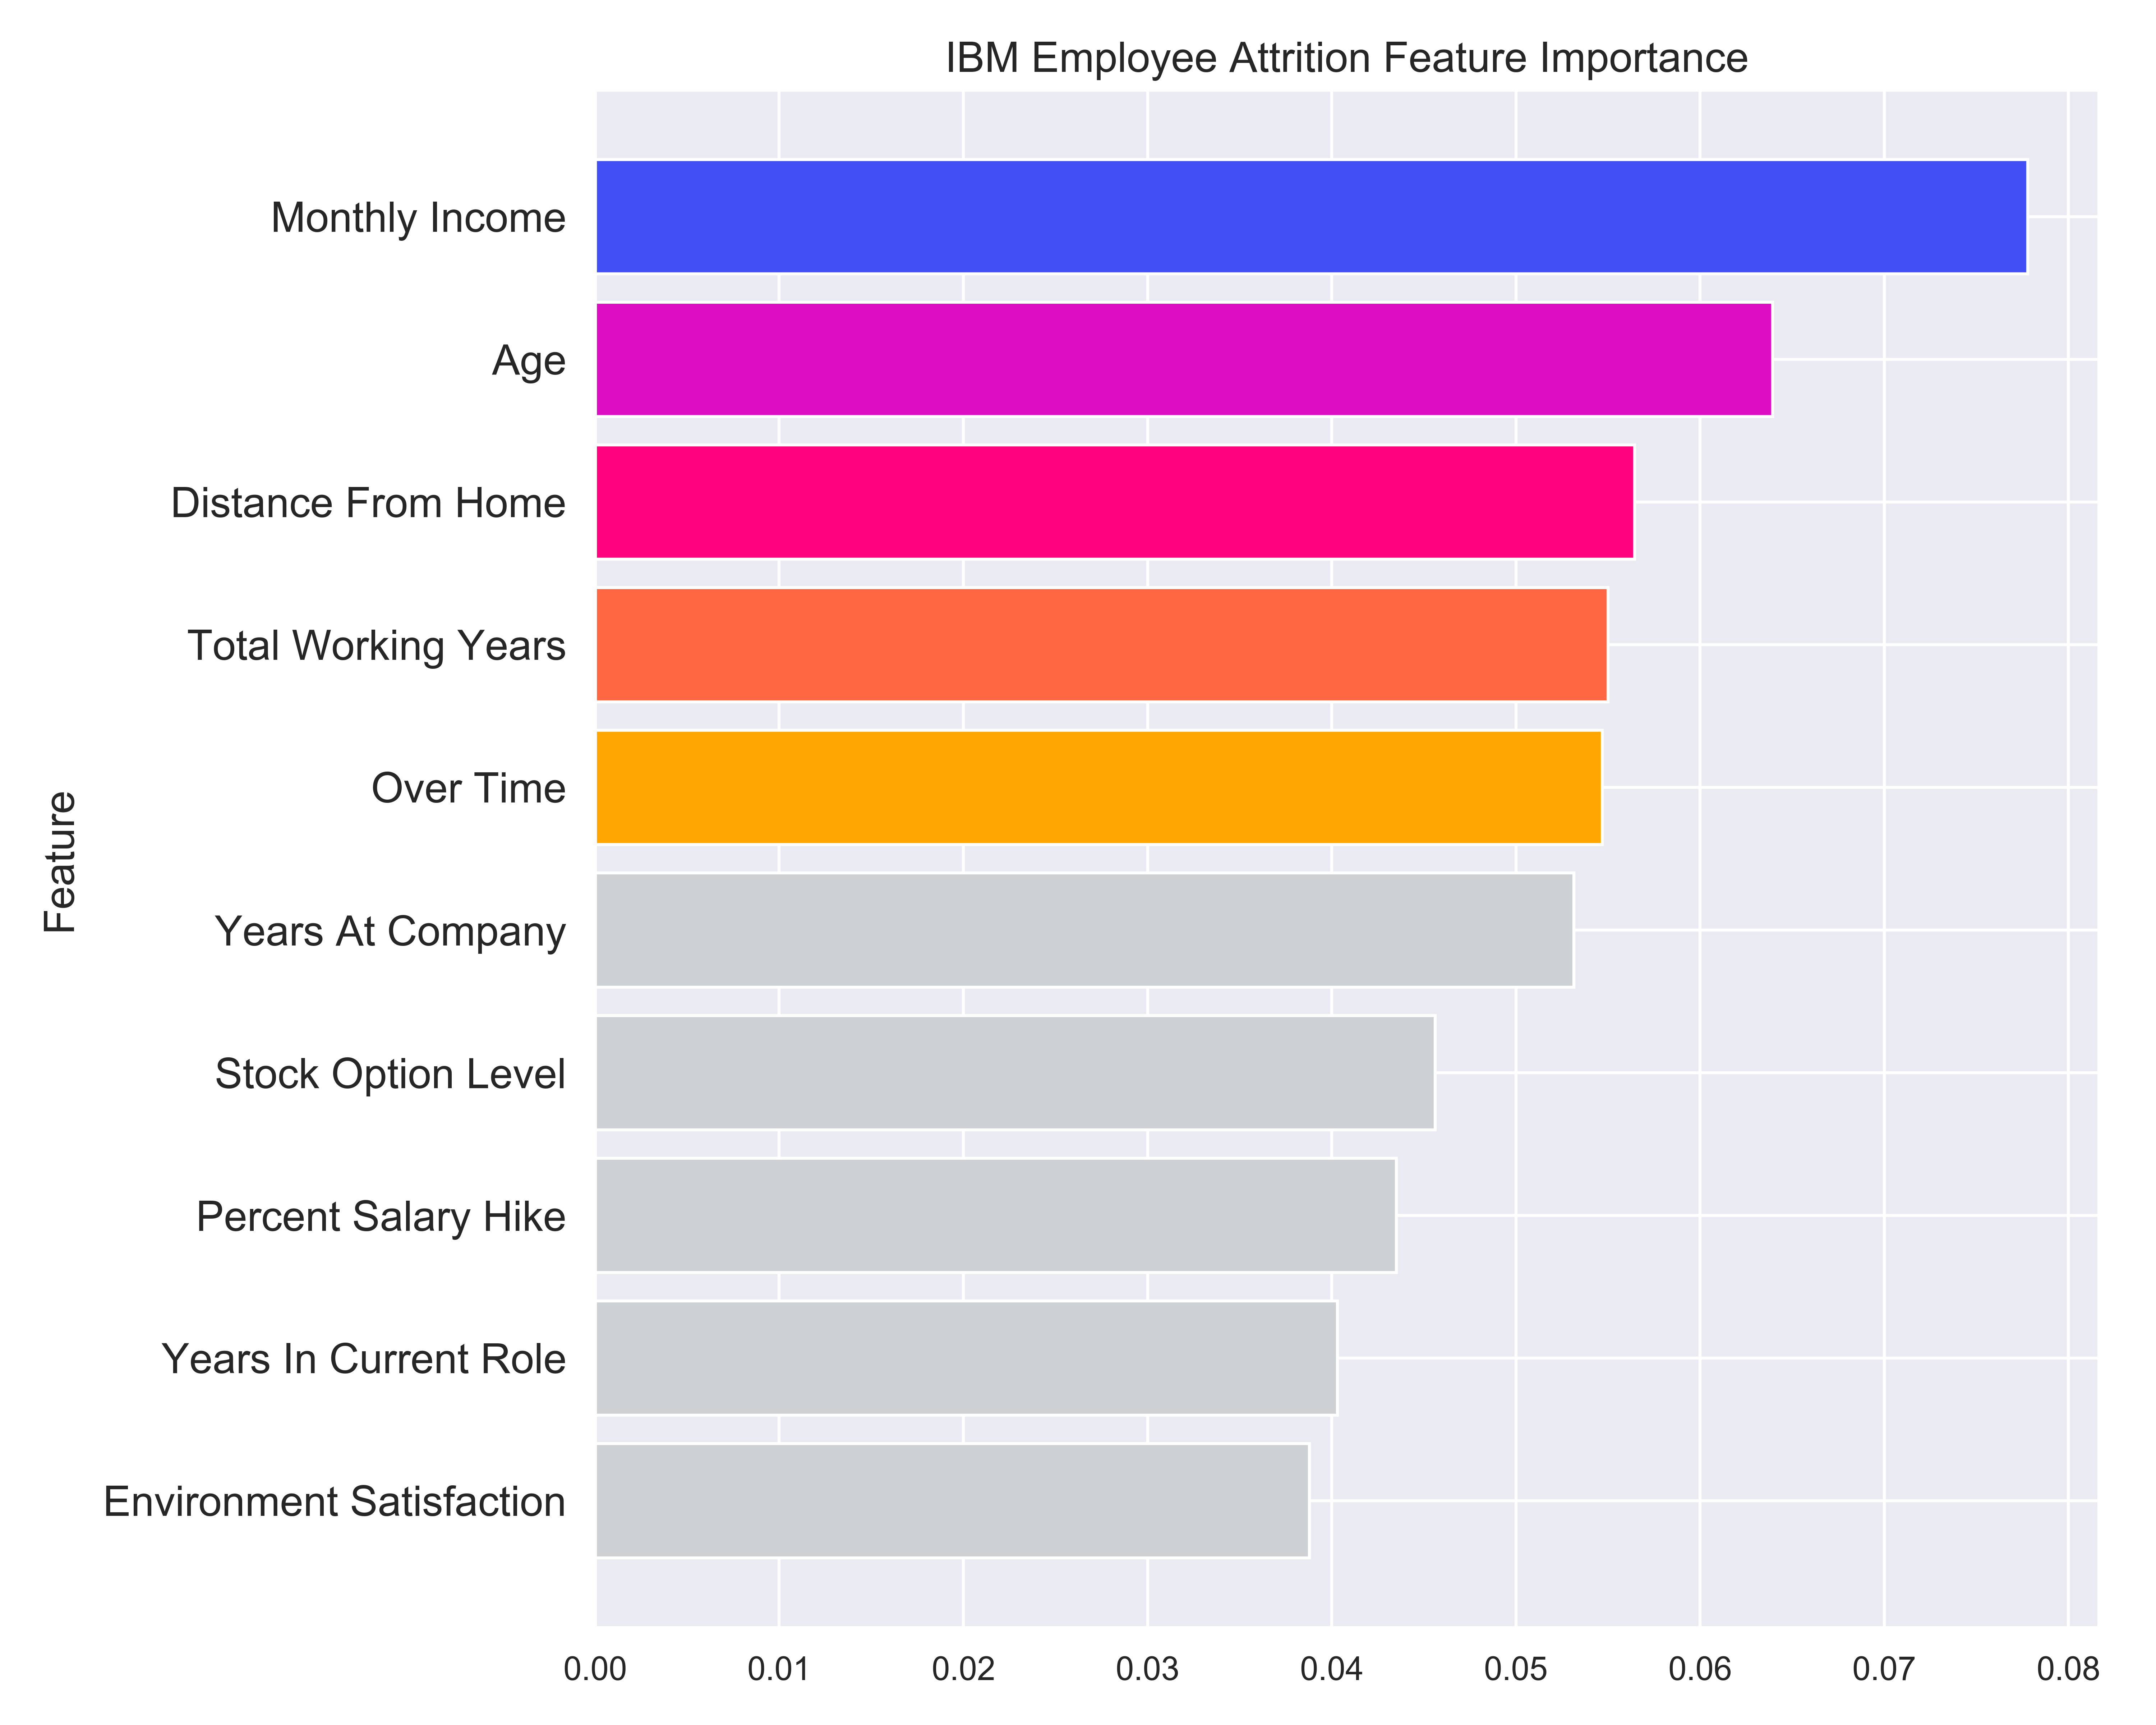 IBM Employee Attrition Feature Importance
Feature
Monthly Income
Age
Distance From Home
Total Working Years
Over Time
Years At Company
Stock Option Level
Percent Salary Hike
Years In Current Role
Environment Satisfaction
0.00 0.01 0.02 0.03 0.04 0.05 0.06 0.07 0.08